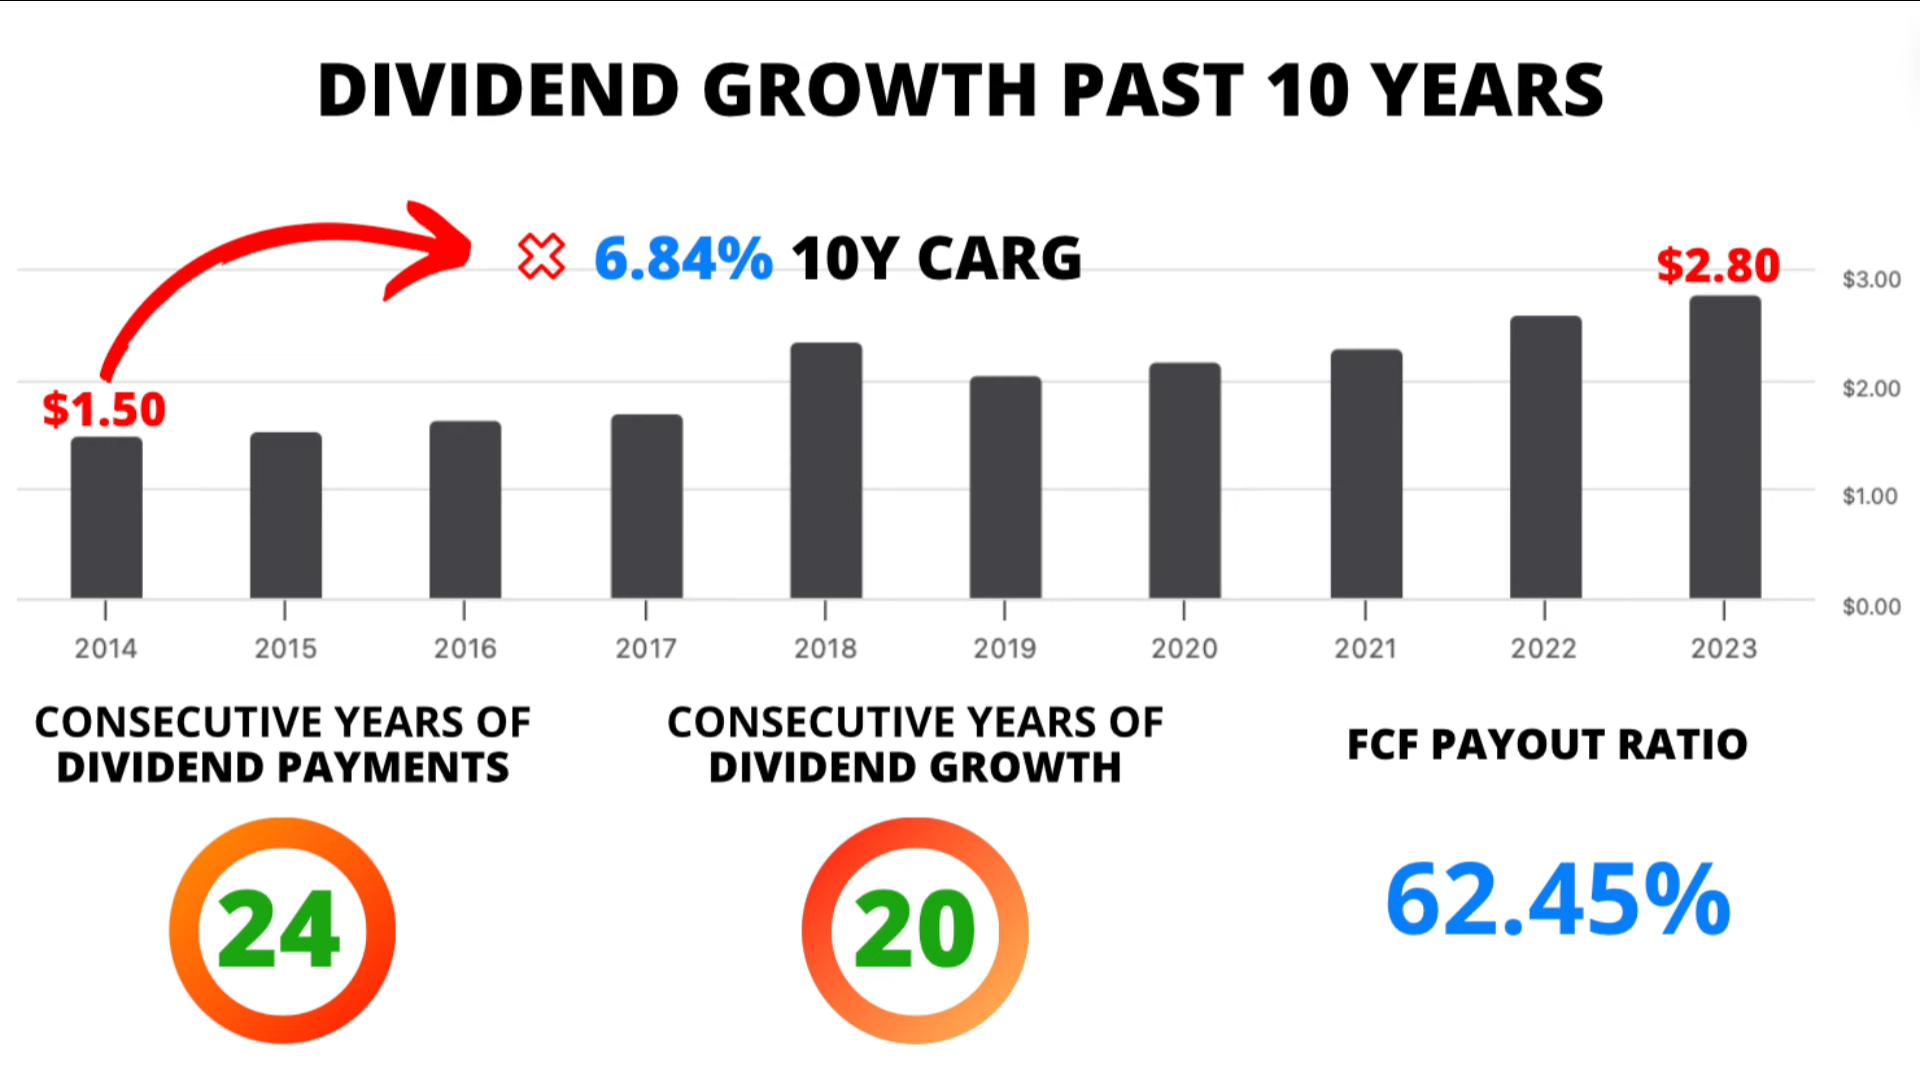 DIVIDEND GROWTH PAST 10 YEARS
6.84% 10Y CARG
$2.80
$3.00
$1.50
$2.00
$1.00
$0.00
2014 2015 2016 2017 2018 2019 2020 2021 2022 2023
CONSECUTIVE YEARS OF
DIVIDEND PAYMENTS
24
CONSECUTIVE YEARS OF
DIVIDEND GROWTH
20
FCF PAYOUT RATIO
62.45%